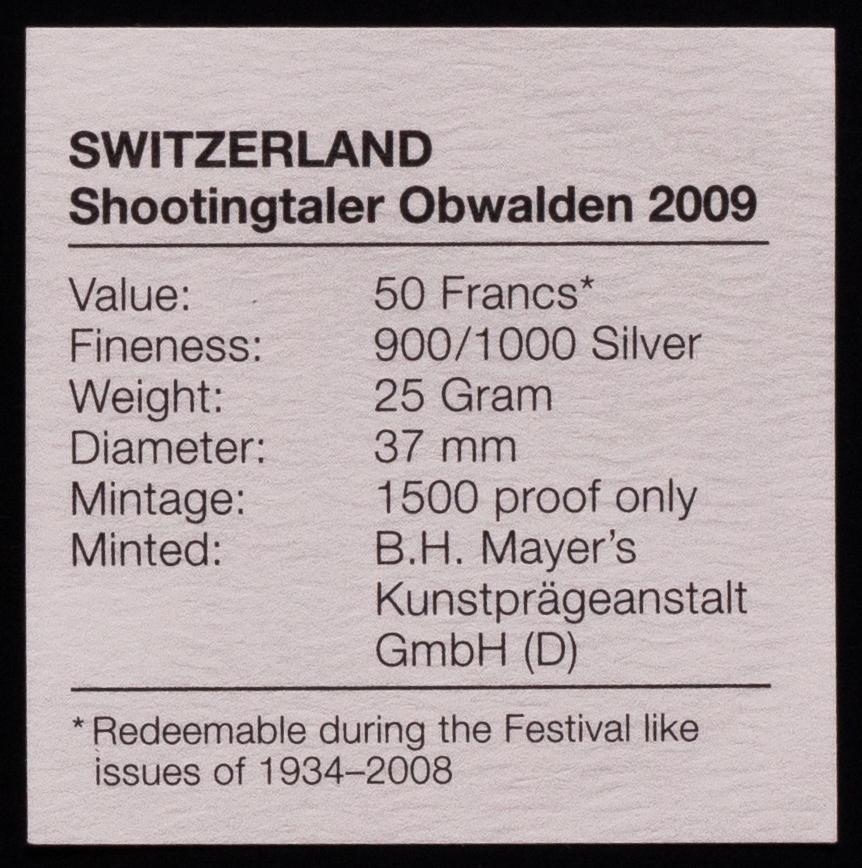 SWITZERLAND
Shootingtaler Obwalden 2009
Value: 50 Francs*
Fineness: 900/1000 Silver
Weight: 25 Gram
Diameter: 37 mm
Mintage: 1500 proof only
Minted: B.H. Mayer's
Kunstprägeanstalt
GmbH (D)
* Redeemable during the Festival like
issues of 1934–2008